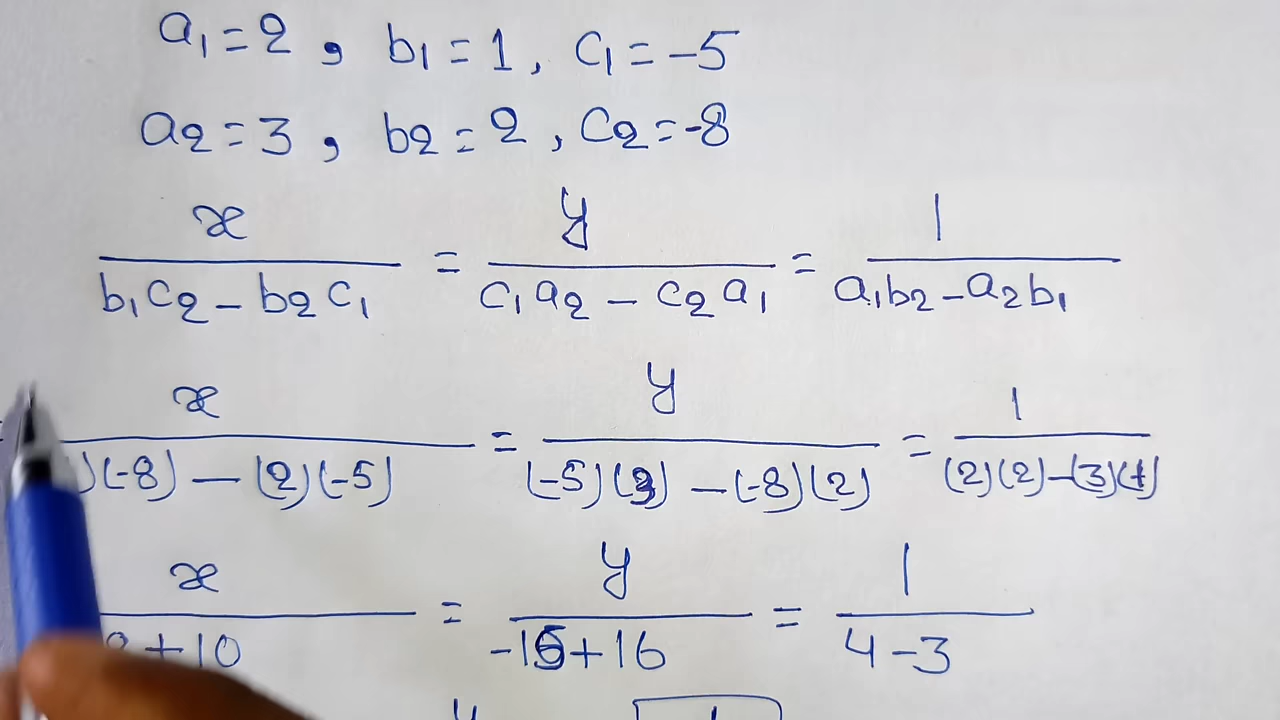 a₁ = 2 , b₁ = 1 , c₁ = -5
a₂ = 3 , b₂ = 2 , c₂ = -8
x y 1
b₁c₂ - b₂c₁ = c₁a₂ - c₂a₁ = a₁b₂ - a₂b₁
x y 1
)(-8) - (2)(-5) = (-5)(3) - (-8)(2) = (2)(2) - (3)(1)
x y 1
+ 10 = -15 + 16 = 4 - 3